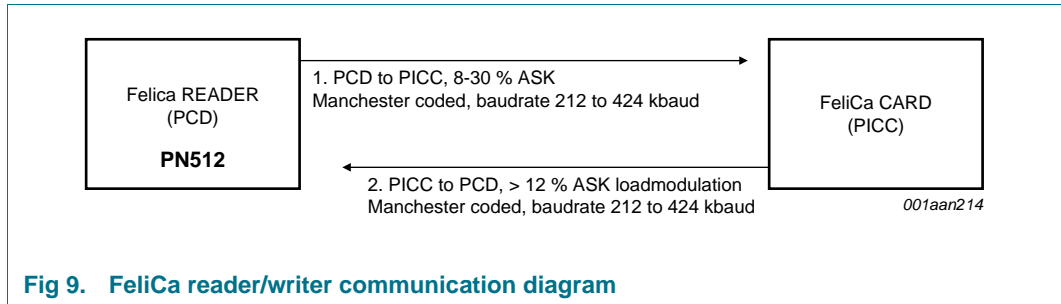 Felica READER
(PCD)
PN512
1. PCD to PICC, 8-30 % ASK
Manchester coded, baudrate 212 to 424 kbaud
2. PICC to PCD, > 12 % ASK loadmodulation
Manchester coded, baudrate 212 to 424 kbaud
FeliCa CARD
(PICC)
001aan214
Fig 9. FeliCa reader/writer communication diagram